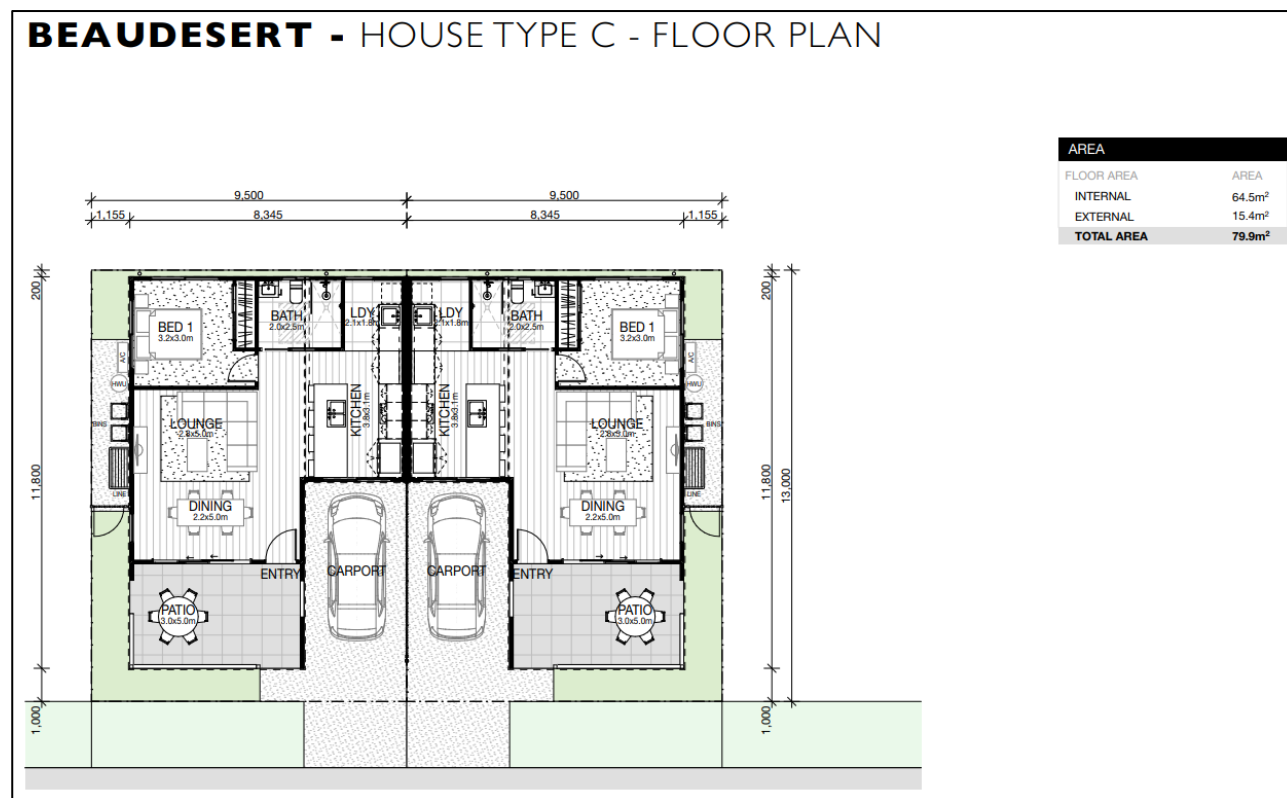 BEAUDESERT - HOUSE TYPE C - FLOOR PLAN
AREA
FLOOR AREA AREA
INTERNAL 64.5m²
EXTERNAL 15.4m²
TOTAL AREA 79.9m²
9,500 9,500
1,155 8,345 8,345 1,155
200 200
BED 1
3.2x3.0m
BATH
2.0x2.5m
LDY
2.1x1.8m
LDY
2.1x1.8m
BATH
2.0x2.5m
BED 1
3.2x3.0m
A/C A/C
HWU HWU
KITCHEN
3.8x3.1m
KITCHEN
3.8x3.1m
BINS LOUNGE LOUNGE BINS
2.8x5.0m 2.8x5.0m
11,800 11,800 13,000
LINE LINE
DINING DINING
2.2x5.0m 2.2x5.0m
ENTRY CARPORT CARPORT ENTRY
PATIO PATIO
3.0x5.0m 3.0x5.0m
1,000 1,000